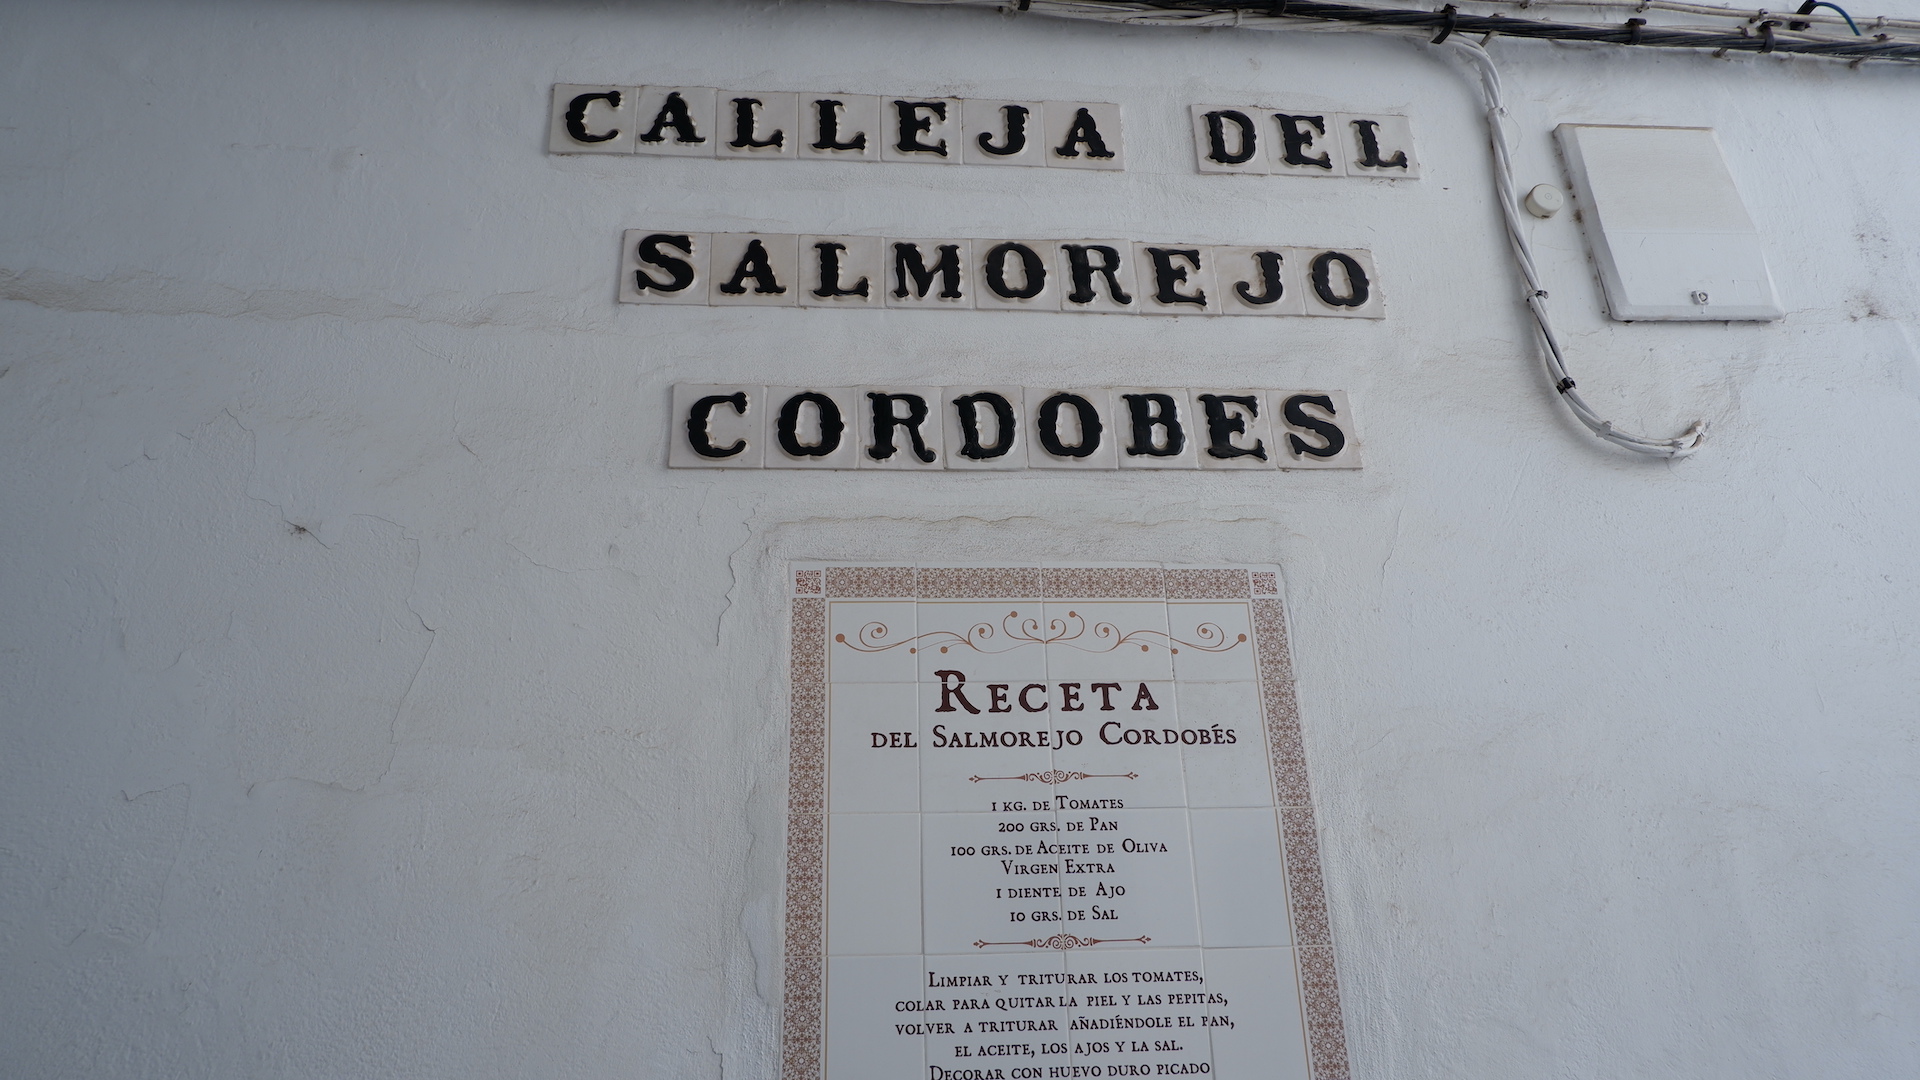 CALLEJA DEL
SALMOREJO
CORDOBES
RECETA
DEL SALMOREJO CORDOBÉS
1 KG. DE TOMATES
200 GRS. DE PAN
100 GRS. DE ACEITE DE OLIVA
VIRGEN EXTRA
1 DIENTE DE AJO
10 GRS. DE SAL
LIMPIAR Y TRITURAR LOS TOMATES,
COLAR PARA QUITAR LA PIEL Y LAS PEPITAS,
VOLVER A TRITURAR AÑADIÉNDOLE EL PAN,
EL ACEITE, LOS AJOS Y LA SAL.
DECORAR CON HUEVO DURO PICADO